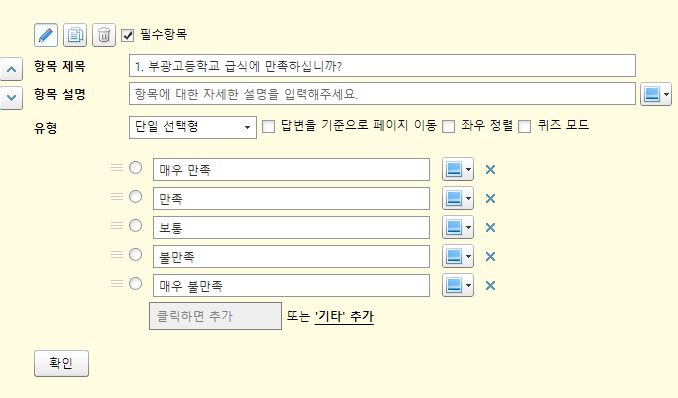 필수항목
항목 제목 1. 부광고등학교 급식에 만족하십니까?
항목 설명 항목에 대한 자세한 설명을 입력해주세요.
유형 단일 선택형 답변을 기준으로 페이지 이동 좌우 정렬 퀴즈 모드
매우 만족
만족
보통
불만족
매우 불만족
클릭하면 추가 또는 '기타' 추가
확인